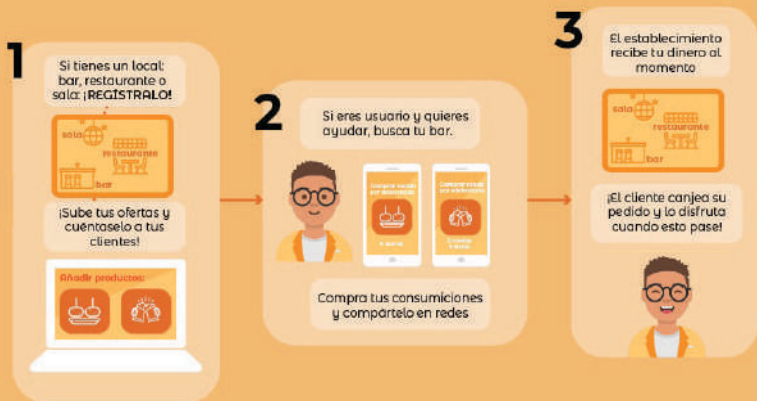 1
Si tienes un local:
bar, restaurante o
sala: ¡REGÍSTRALO!
sala
restaurante
bar
¡Sube tus ofertas y
cuéntaselo a tus
clientes!
Añadir productos:
2
Si eres usuario y quieres
ayudar, busca tu bar.
Compra tus consumiciones
y compártelo en redes
3
El establecimiento
recibe tu dinero al
momento
sala
restaurante
bar
¡El cliente canjea su
pedido y lo disfruta
cuando esto pase!